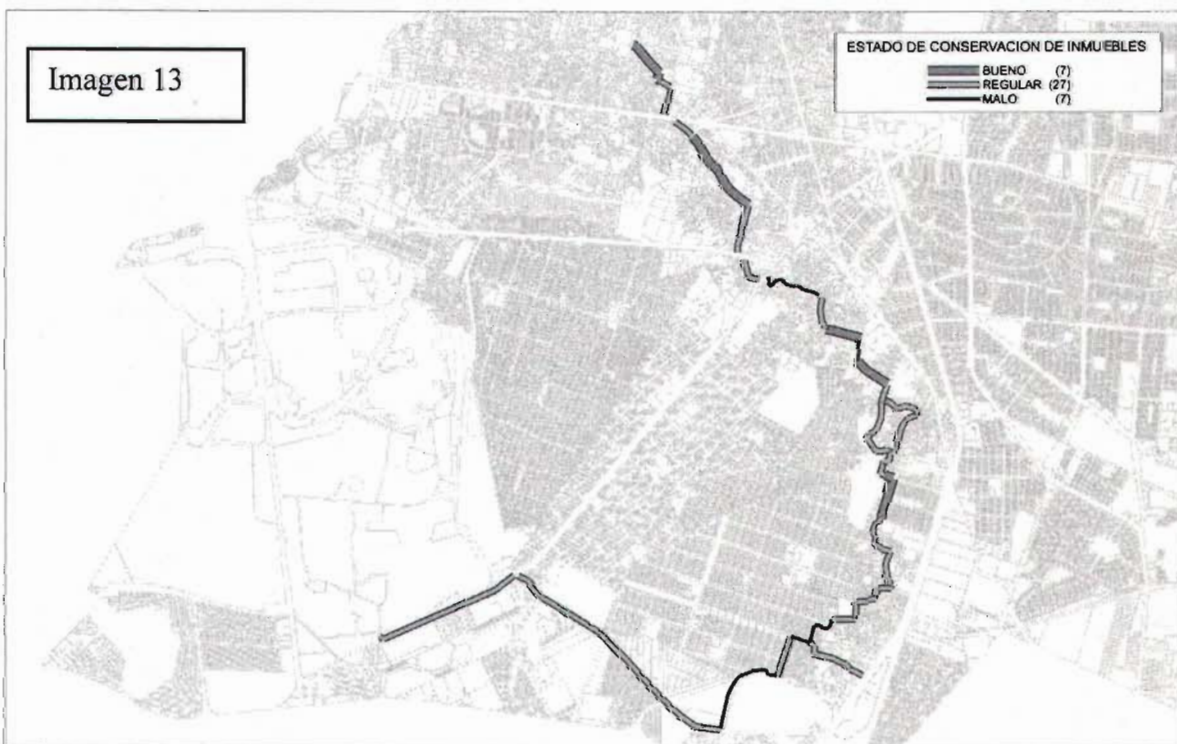 Imagen 13
ESTADO DE CONSERVACION DE INMUEBLES
BUENO (7)
REGULAR (27)
MALO (7)